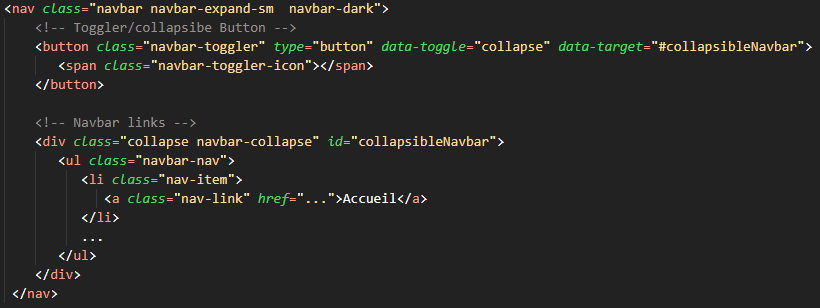 <nav class="navbar navbar-expand-sm  navbar-dark">
<!-- Toggler/collapsibe Button -->
<button class="navbar-toggler" type="button" data-toggle="collapse" data-target="#collapsibleNavbar">
<span class="navbar-toggler-icon"></span>
</button>
<!-- Navbar links -->
<div class="collapse navbar-collapse" id="collapsibleNavbar">
<ul class="navbar-nav">
<li class="nav-item">
<a class="nav-link" href="...">Accueil</a>
</li>
...
</ul>
</div>
</nav>